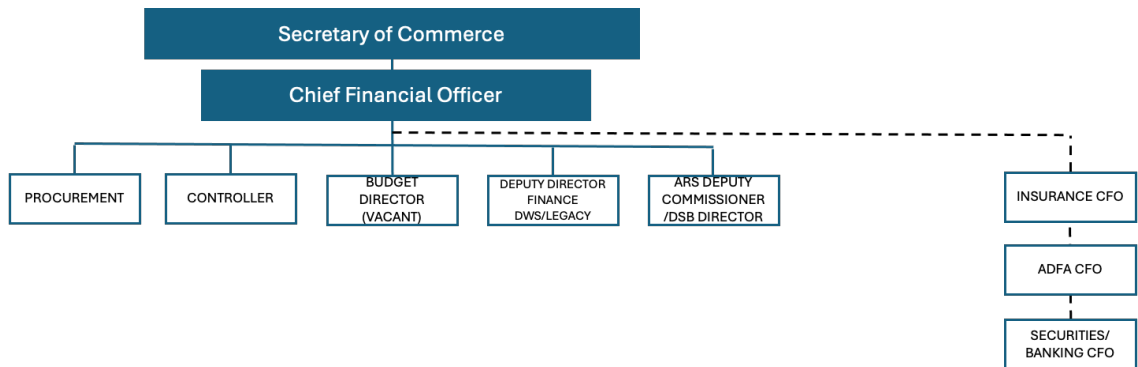 Secretary of Commerce
Chief Financial Officer
PROCUREMENT
CONTROLLER
BUDGET
DIRECTOR
(VACANT)
DEPUTY DIRECTOR
FINANCE
DWS/LEGACY
ARS DEPUTY
COMMISSIONER
/DSB DIRECTOR
INSURANCE CFO
ADFA CFO
SECURITIES/
BANKING CFO